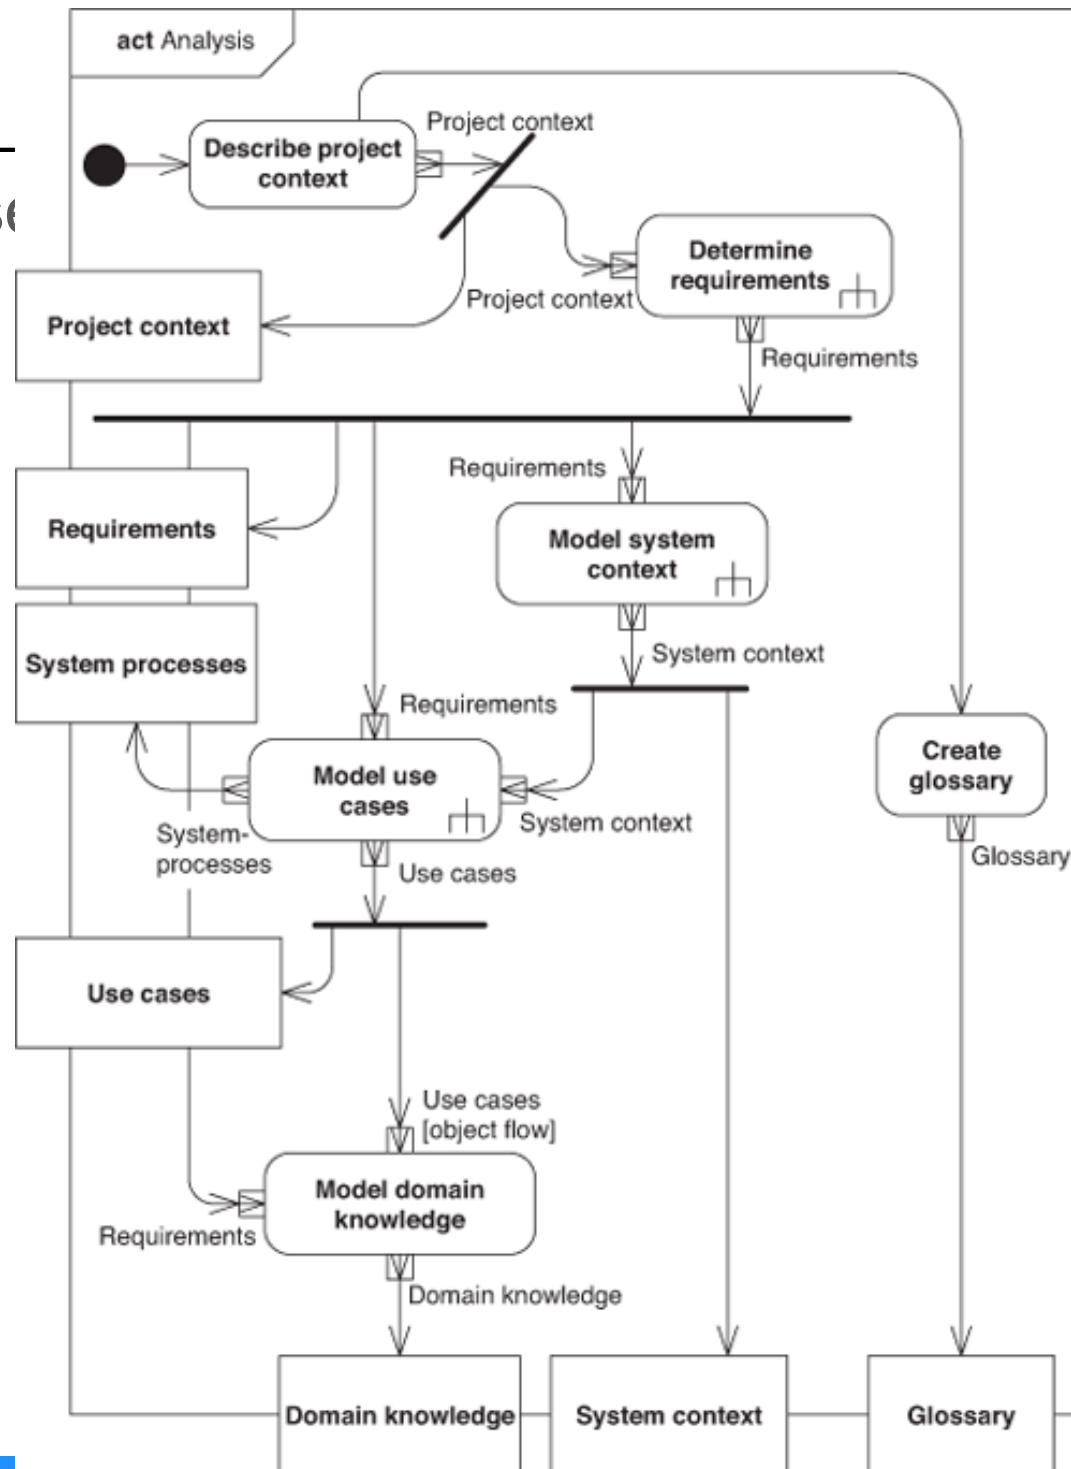 act Analysis
Project context
Describe project
context
se
Determine
requirements
Project context
Project context
Requirements
Requirements
Requirements
Model system
context
System processes
System context
Requirements
Model use
cases
Create
glossary
System context
System-
processes
Glossary
Use cases
Use cases
Use cases
[object flow]
Model domain
knowledge
Requirements
Domain knowledge
Domain knowledge
System context
Glossary